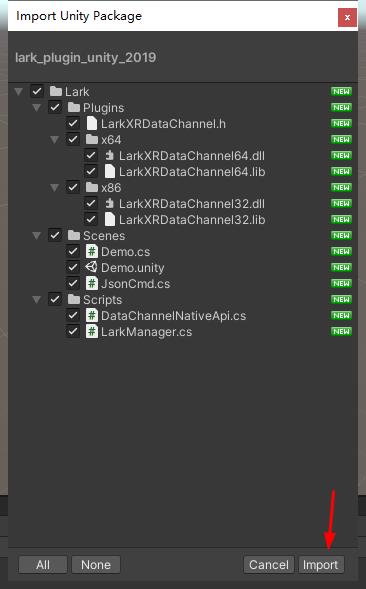 Import Unity Package
x
lark_plugin_unity_2019
Lark NEW
Plugins NEW
LarkXRDataChannel.h NEW
x64 NEW
LarkXRDataChannel64.dll NEW
LarkXRDataChannel64.lib NEW
x86 NEW
LarkXRDataChannel32.dll NEW
LarkXRDataChannel32.lib NEW
Scenes NEW
# Demo.cs NEW
Demo.unity NEW
# JsonCmd.cs NEW
Scripts NEW
# DataChannelNativeApi.cs NEW
# LarkManager.cs NEW
All None Cancel Import